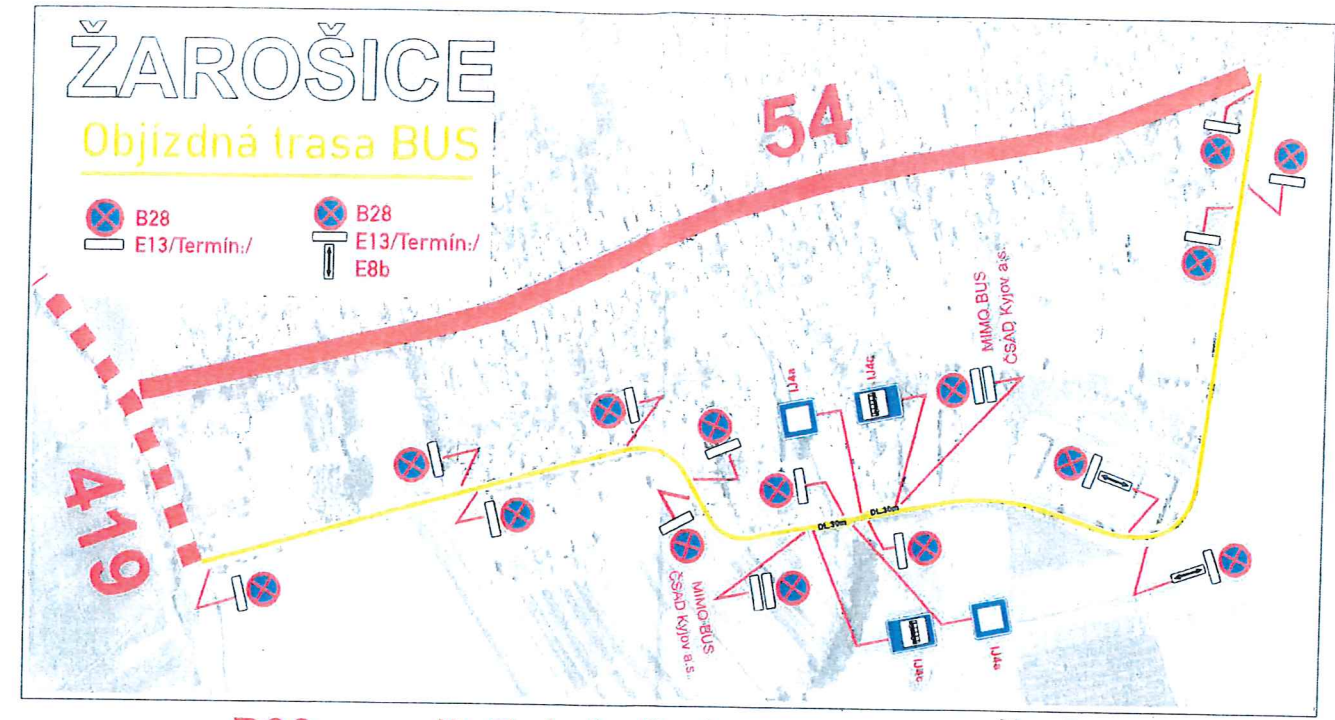 ŽAROŠICE
Objízdná trasa BUS
B28
E13/Termín:/
B28
E13/Termín:/
E8b
54
419
MIMO BUS
ČSAD Kyjov a.s.
IJ4a
IJ4c
DL.30m
DL.30m
MIMO BUS
ČSAD Kyjov a.s.
IJ4c
IJ4a